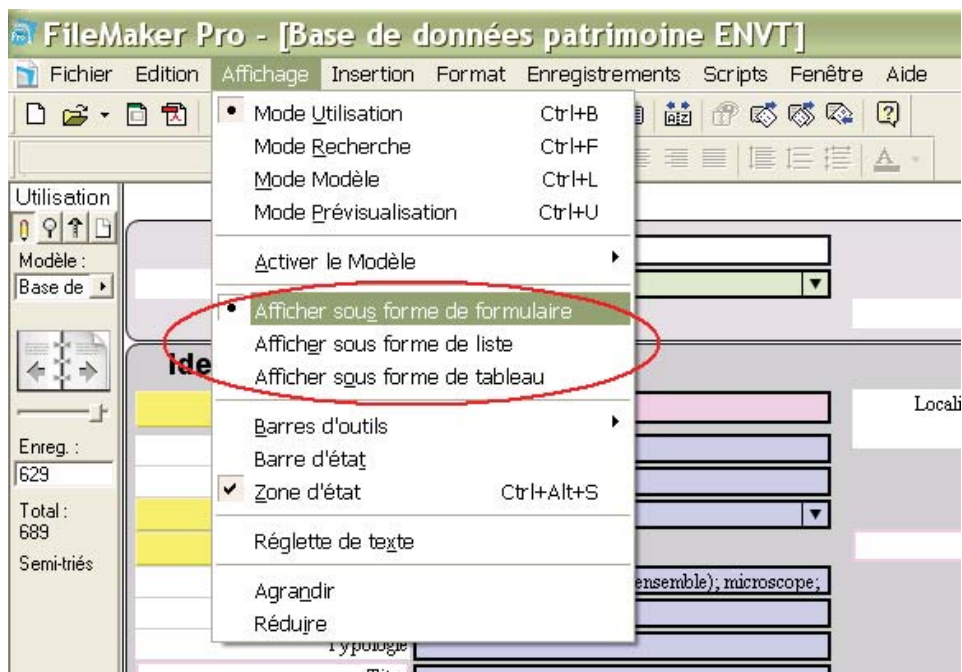 FileMaker Pro - [Base de données patrimoine ENVT]
Fichier Edition Affichage Insertion Format Enregistrements Scripts Fenêtre Aide
Mode Utilisation Ctrl+B
Mode Recherche Ctrl+F
Mode Modèle Ctrl+L
Mode Prévisualisation Ctrl+U
Activer le Modèle
Afficher sous forme de formulaire
Afficher sous forme de liste
Afficher sous forme de tableau
Barres d'outils
Barre d'état
Zone d'état Ctrl+Alt+S
Réglette de texte
Agrandir
Réduire
Utilisation
Modèle :
Base de
Enreg. :
629
Total :
689
Semi-triés
Ide
Locali
ensemble); microscope;
Typologie